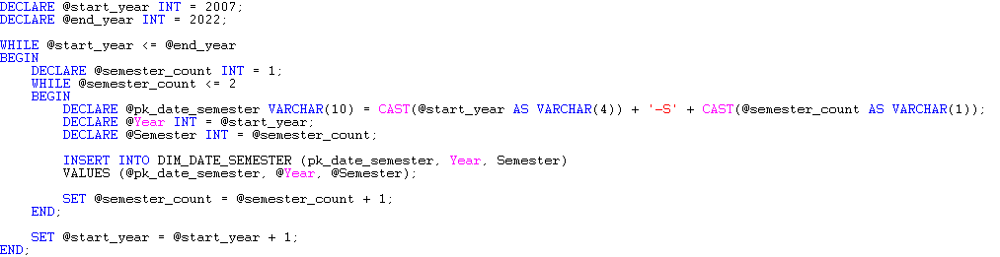 DECLARE @start_year INT = 2007;
DECLARE @end_year INT = 2022;
WHILE @start_year <= @end_year
BEGIN
DECLARE @semester_count INT = 1;
WHILE @semester_count <= 2
BEGIN
DECLARE @pk_date_semester VARCHAR(10) = CAST(@start_year AS VARCHAR(4)) + '-S' + CAST(@semester_count AS VARCHAR(1));
DECLARE @Year INT = @start_year;
DECLARE @Semester INT = @semester_count;
INSERT INTO DIM_DATE_SEMESTER (pk_date_semester, Year, Semester)
VALUES (@pk_date_semester, @Year, @Semester);
SET @semester_count = @semester_count + 1;
END;
SET @start_year = @start_year + 1;
END;